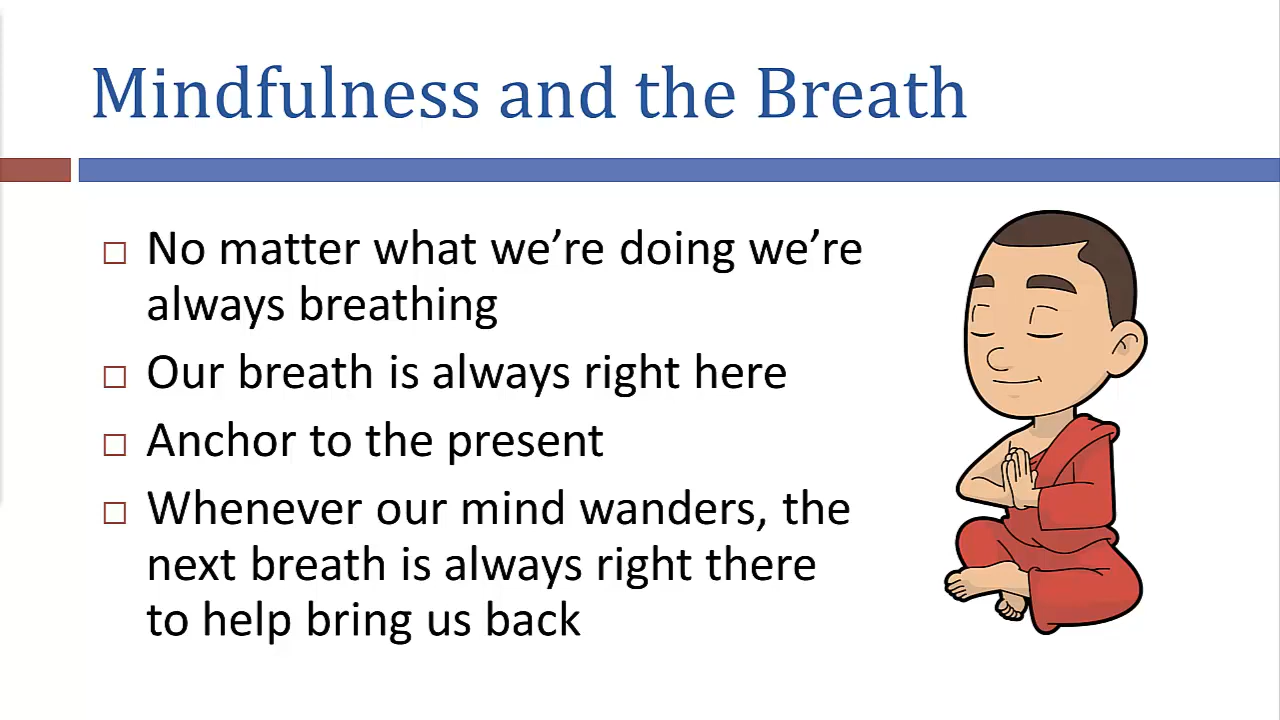 Mindfulness and the Breath
No matter what we’re doing we’re
always breathing
Our breath is always right here
Anchor to the present
Whenever our mind wanders, the
next breath is always right there
to help bring us back